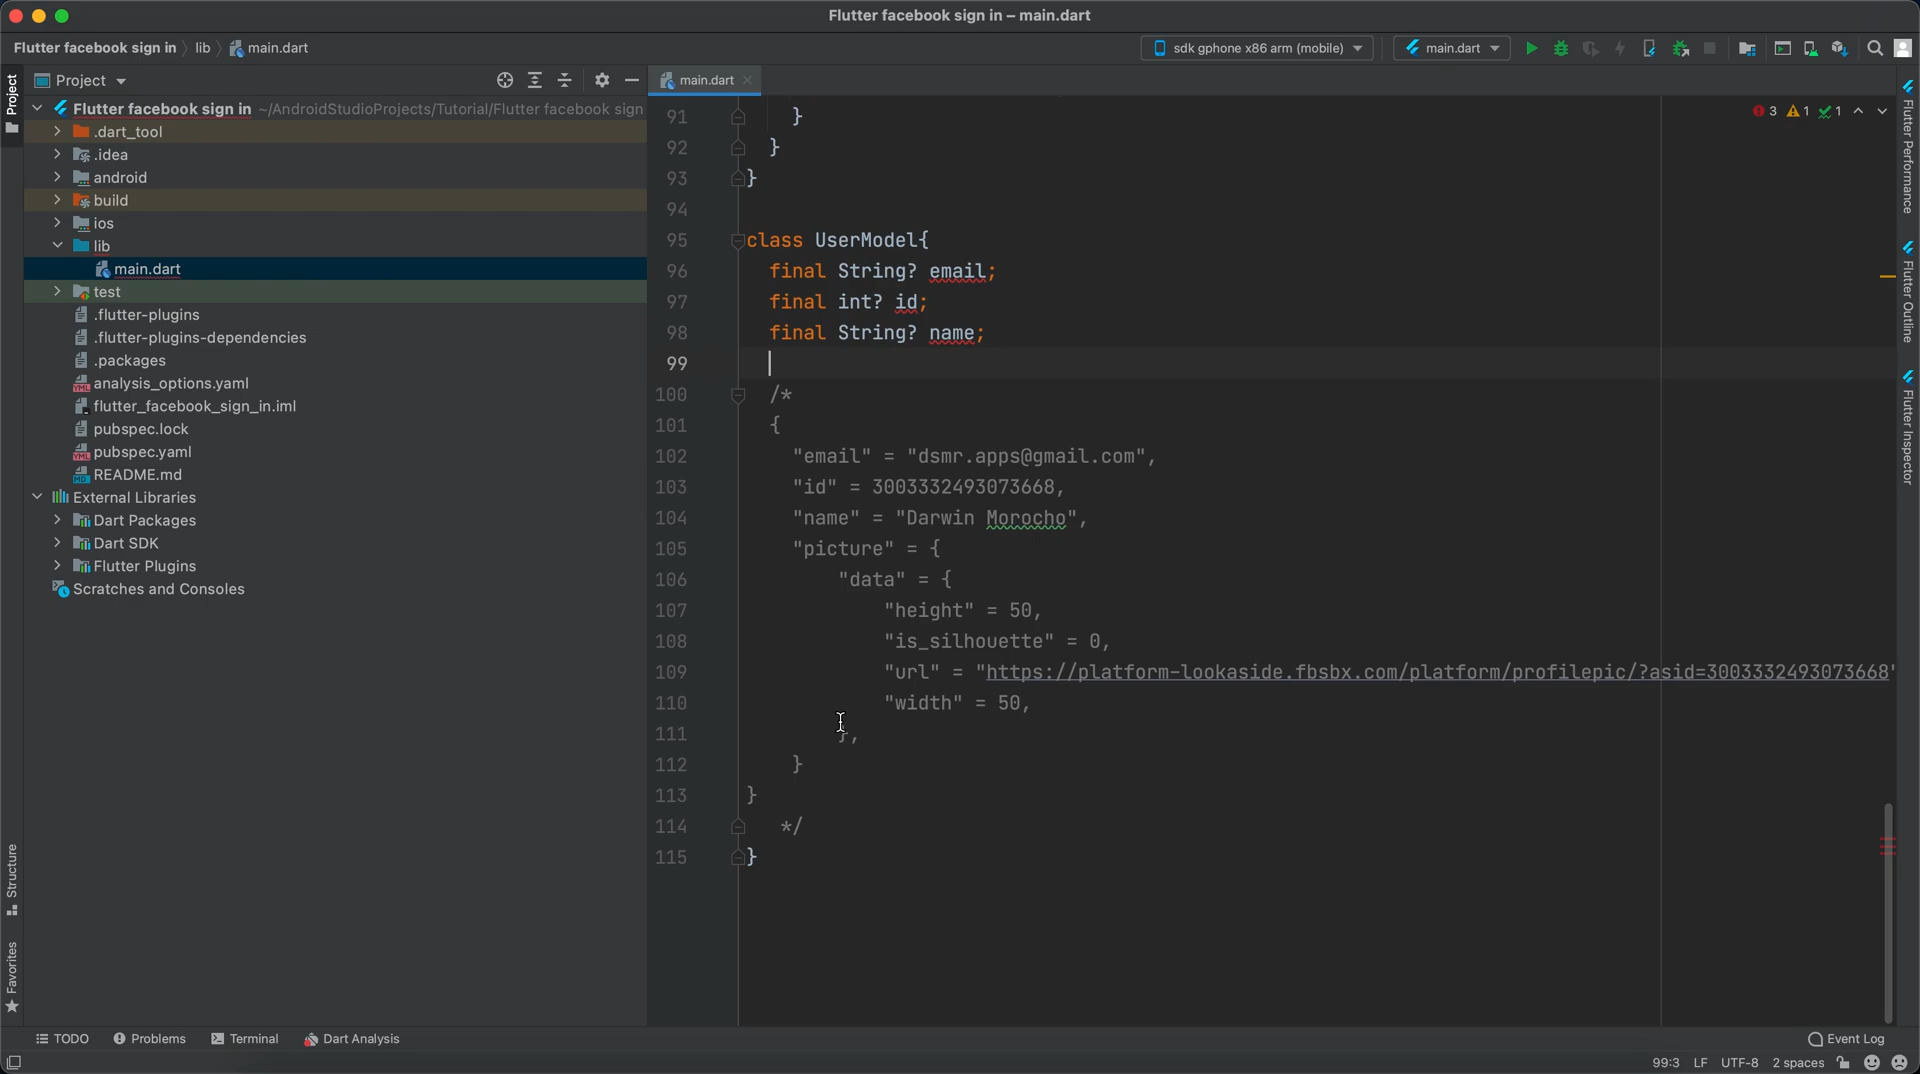 Flutter facebook sign in – main.dart
Flutter facebook sign in lib main.dart
sdk gphone x86 arm (mobile) main.dart
Project
Project
main.dart
Flutter facebook sign in ~/AndroidStudioProjects/Tutorial/Flutter facebook sign
.dart_tool
.idea
android
build
ios
lib
main.dart
test
.flutter-plugins
.flutter-plugins-dependencies
.packages
analysis_options.yaml
flutter_facebook_sign_in.iml
pubspec.lock
pubspec.yaml
README.md
External Libraries
Dart Packages
Dart SDK
Flutter Plugins
Scratches and Consoles
Structure
Favorites
3 1 1
91 }
92 }
93 }
94
95 class UserModel{
96 final String? email;
97 final int? id;
98 final String? name;
99
100 /*
101 {
102 "email" = "dsmr.apps@gmail.com",
103 "id" = 3003332493073668,
104 "name" = "Darwin Morocho",
105 "picture" = {
106 "data" = {
107 "height" = 50,
108 "is_silhouette" = 0,
109 "url" = "https://platform-lookaside.fbsbx.com/platform/profilepic/?asid=3003332493073668"
110 "width" = 50,
111 },
112 }
113 }
114 */
115 }
Flutter Performance
Flutter Outline
Flutter Inspector
TODO Problems Terminal Dart Analysis Event Log
99:3 LF UTF-8 2 spaces